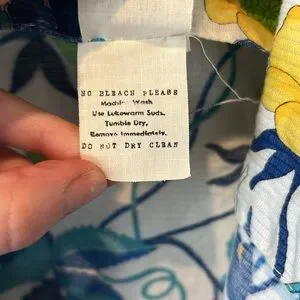 NO BLEACH PLEASE
Machine Wash
Use Lukewarm Suds,
Tumble Dry,
Remove Immediately.
DO NOT DRY CLEAN